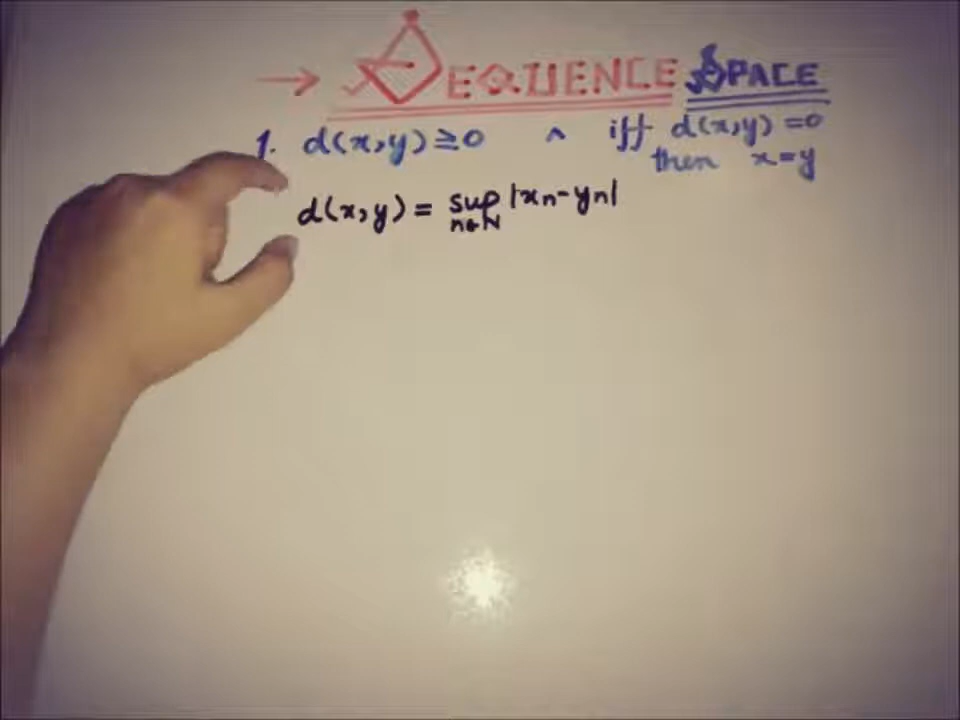 → SEQUENCE SPACE
1. d(x,y) ≥ 0 ^ iff d(x,y) = 0
then x = y
d(x,y) = sup |xn - yn|
n∈N